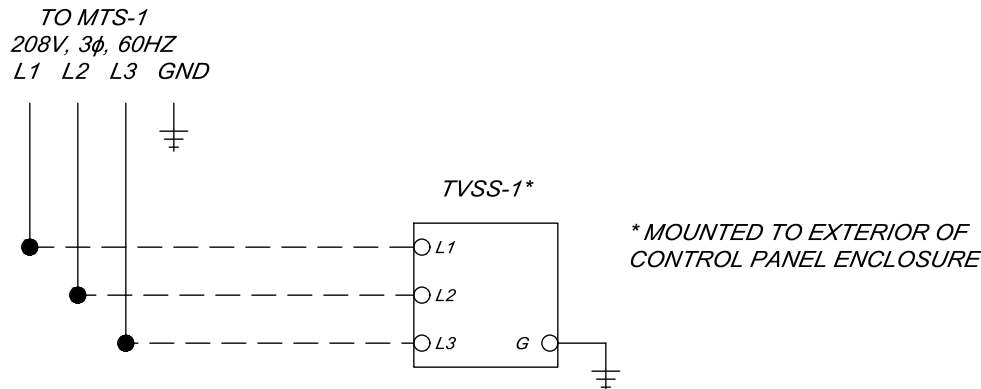 TO MTS-1
208V, 3ϕ, 60HZ
L1 L2 L3 GND
TVSS-1*
L1
L2
L3 G
* MOUNTED TO EXTERIOR OF
CONTROL PANEL ENCLOSURE